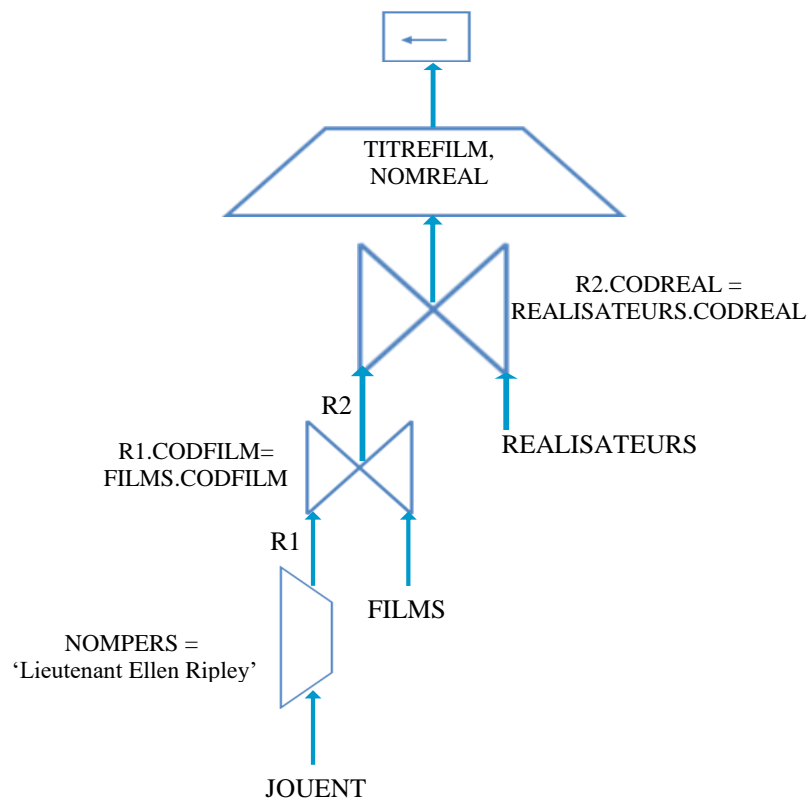 TITREFILM,
NOMREAL
R2.CODREAL =
REALISATEURS.CODREAL
R2
REALISATEURS
R1.CODFILM=
FILMS.CODFILM
R1
FILMS
NOMPERS =
‘Lieutenant Ellen Ripley’
JOUENT